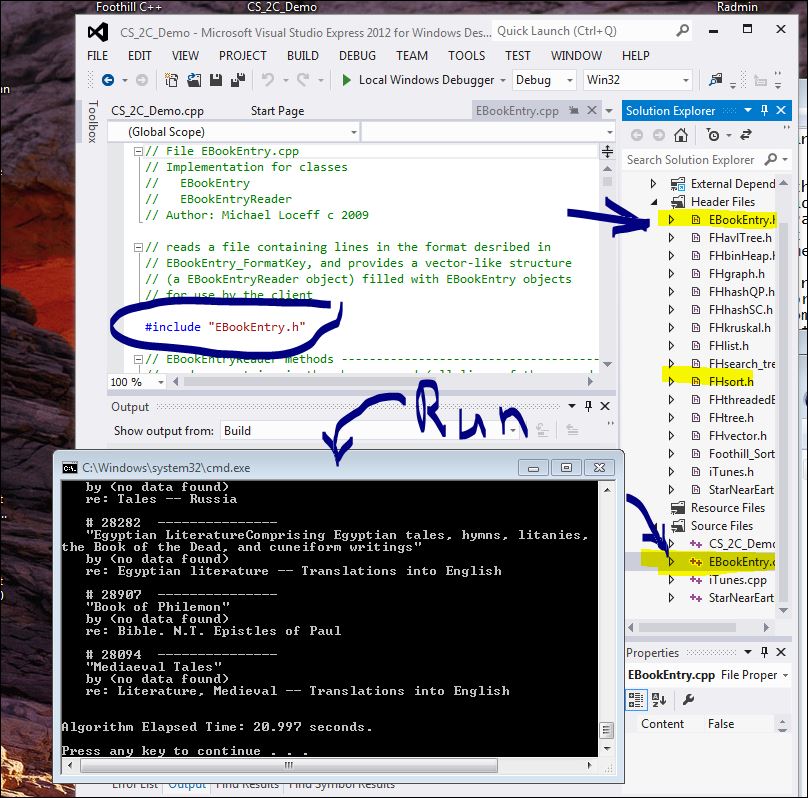 Foothill C++
CS_2C_Demo
Radmin
CS_2C_Demo - Microsoft Visual Studio Express 2012 for Windows Des...
Quick Launch (Ctrl+Q)
FILE EDIT VIEW PROJECT BUILD DEBUG TEAM TOOLS TEST WINDOW HELP
Local Windows Debugger
Debug
Win32
Toolbox
CS_2C_Demo.cpp
Start Page
EBookEntry.cpp
(Global Scope)
// File EBookEntry.cpp
// Implementation for classes
// EBookEntry
// EBookEntryReader
// Author: Michael Loceff c 2009
// reads a file containing lines in the format desribed in
// EBookEntry_FormatKey, and provides a vector-like structure
// (a EBookEntryReader object) filled with EBookEntry objects
// for use by the client
#include "EBookEntry.h"
// EBookEntryReader methods -----------------------------------
100 %
Output
Show output from: Build
Run
C:\Windows\system32\cmd.exe
by (no data found)
re: Tales -- Russia
# 28282 ---------------
"Egyptian LiteratureComprising Egyptian tales, hymns, litanies,
the Book of the Dead, and cuneiform writings"
by (no data found)
re: Egyptian literature -- Translations into English
# 28907 ---------------
"Book of Philemon"
by (no data found)
re: Bible. N.T. Epistles of Paul
# 28094 ---------------
"Mediaeval Tales"
by (no data found)
re: Literature, Medieval -- Translations into English
Algorithm Elapsed Time: 20.997 seconds.
Press any key to continue . . .
Error List Output Find Results Find Symbol Results
Solution Explorer
Search Solution Explorer
External Depend
Header Files
EBookEntry.h
FHavlTree.h
FHbinHeap.h
FHgraph.h
FHhashQP.h
FHhashSC.h
FHkruskal.h
FHlist.h
FHsearch_tre
FHsort.h
FHthreadedB
FHtree.h
FHvector.h
Foothill_Sort
iTunes.h
StarNearEart
Resource Files
Source Files
CS_2C_Demo
EBookEntry.c
iTunes.cpp
StarNearEart
Properties
EBookEntry.cpp File Proper
Content False